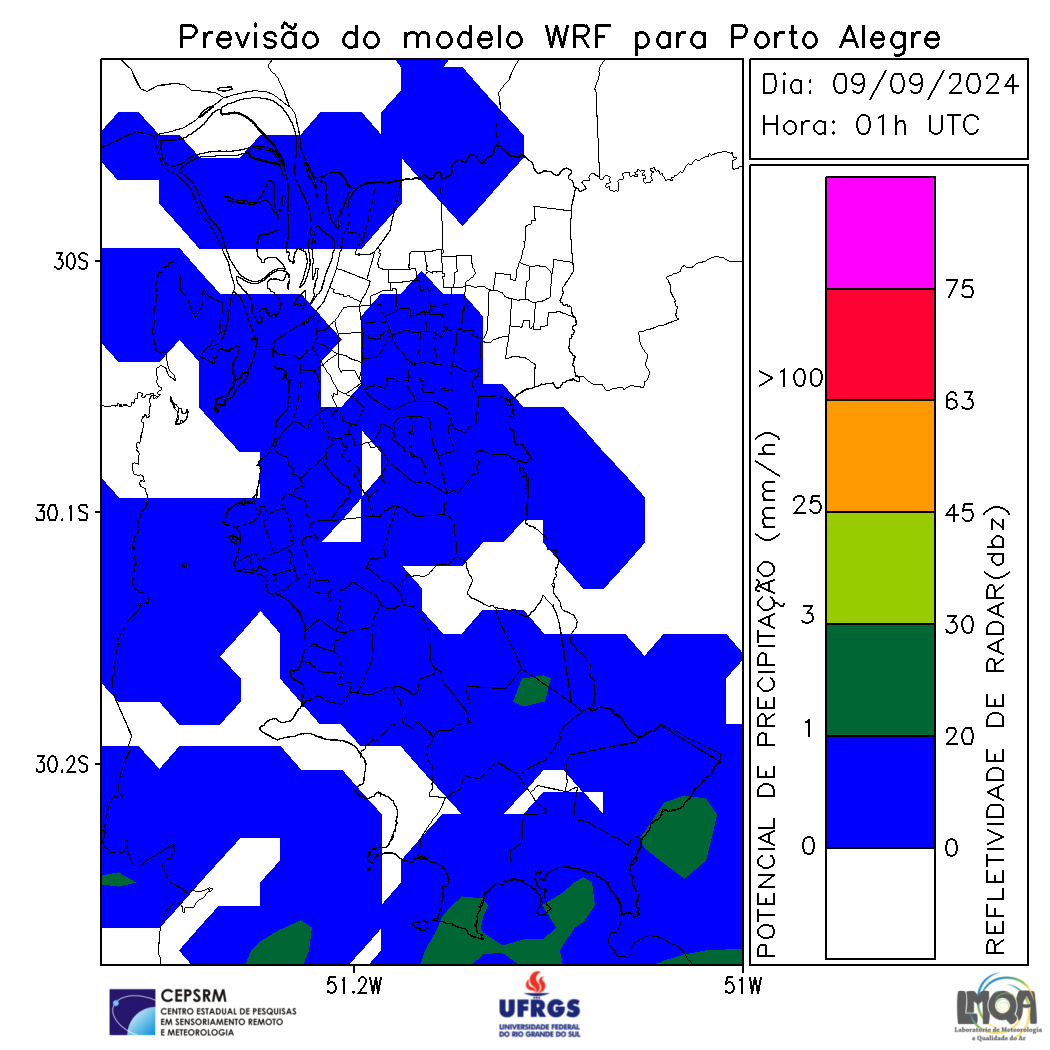 Previsão do modelo WRF para Porto Alegre
Dia: 09/09/2024
Hora: 01h UTC
30S
30.1S
30.2S
51.2W
51W
POTENCIAL DE PRECIPITAÇÃO (mm/h)
>100
25
3
1
0
75
63
45
30
20
0
REFLETIVIDADE DE RADAR(dbz)
CEPSRM
CENTRO ESTADUAL DE PESQUISAS
EM SENSORIAMENTO REMOTO
E METEOROLOGIA
UFRGS
UNIVERSIDADE FEDERAL
DO RIO GRANDE DO SUL
LMQA
Laboratório de Meteorologia
e Qualidade do Ar